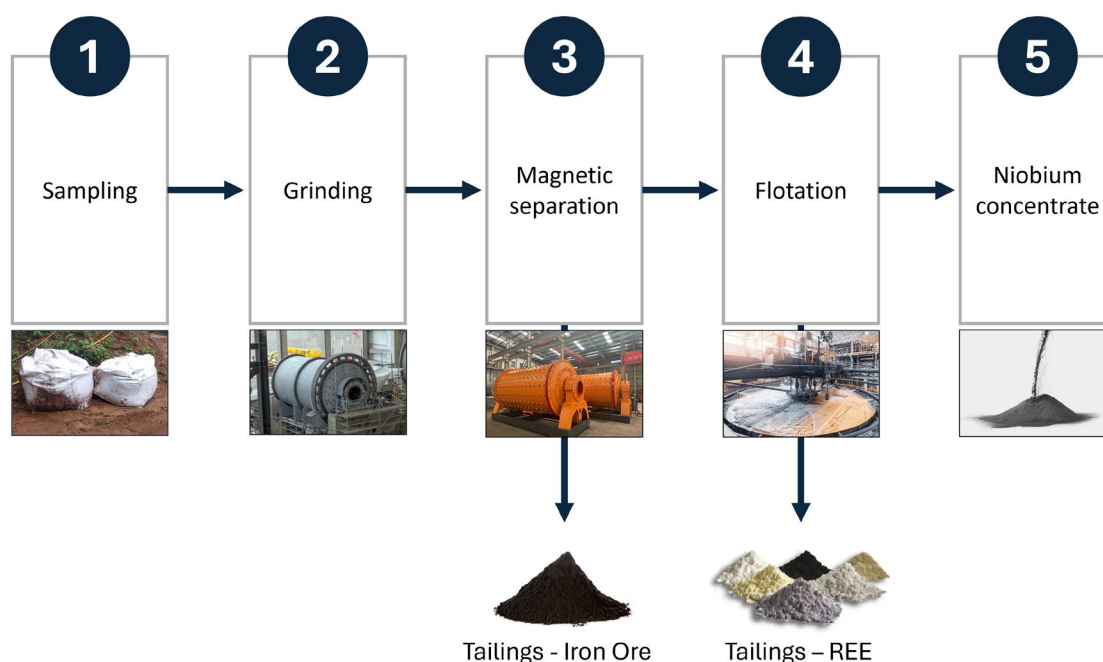 1
2
3
4
5
Sampling
Grinding
Magnetic
separation
Flotation
Niobium
concentrate
Tailings - Iron Ore
Tailings – REE